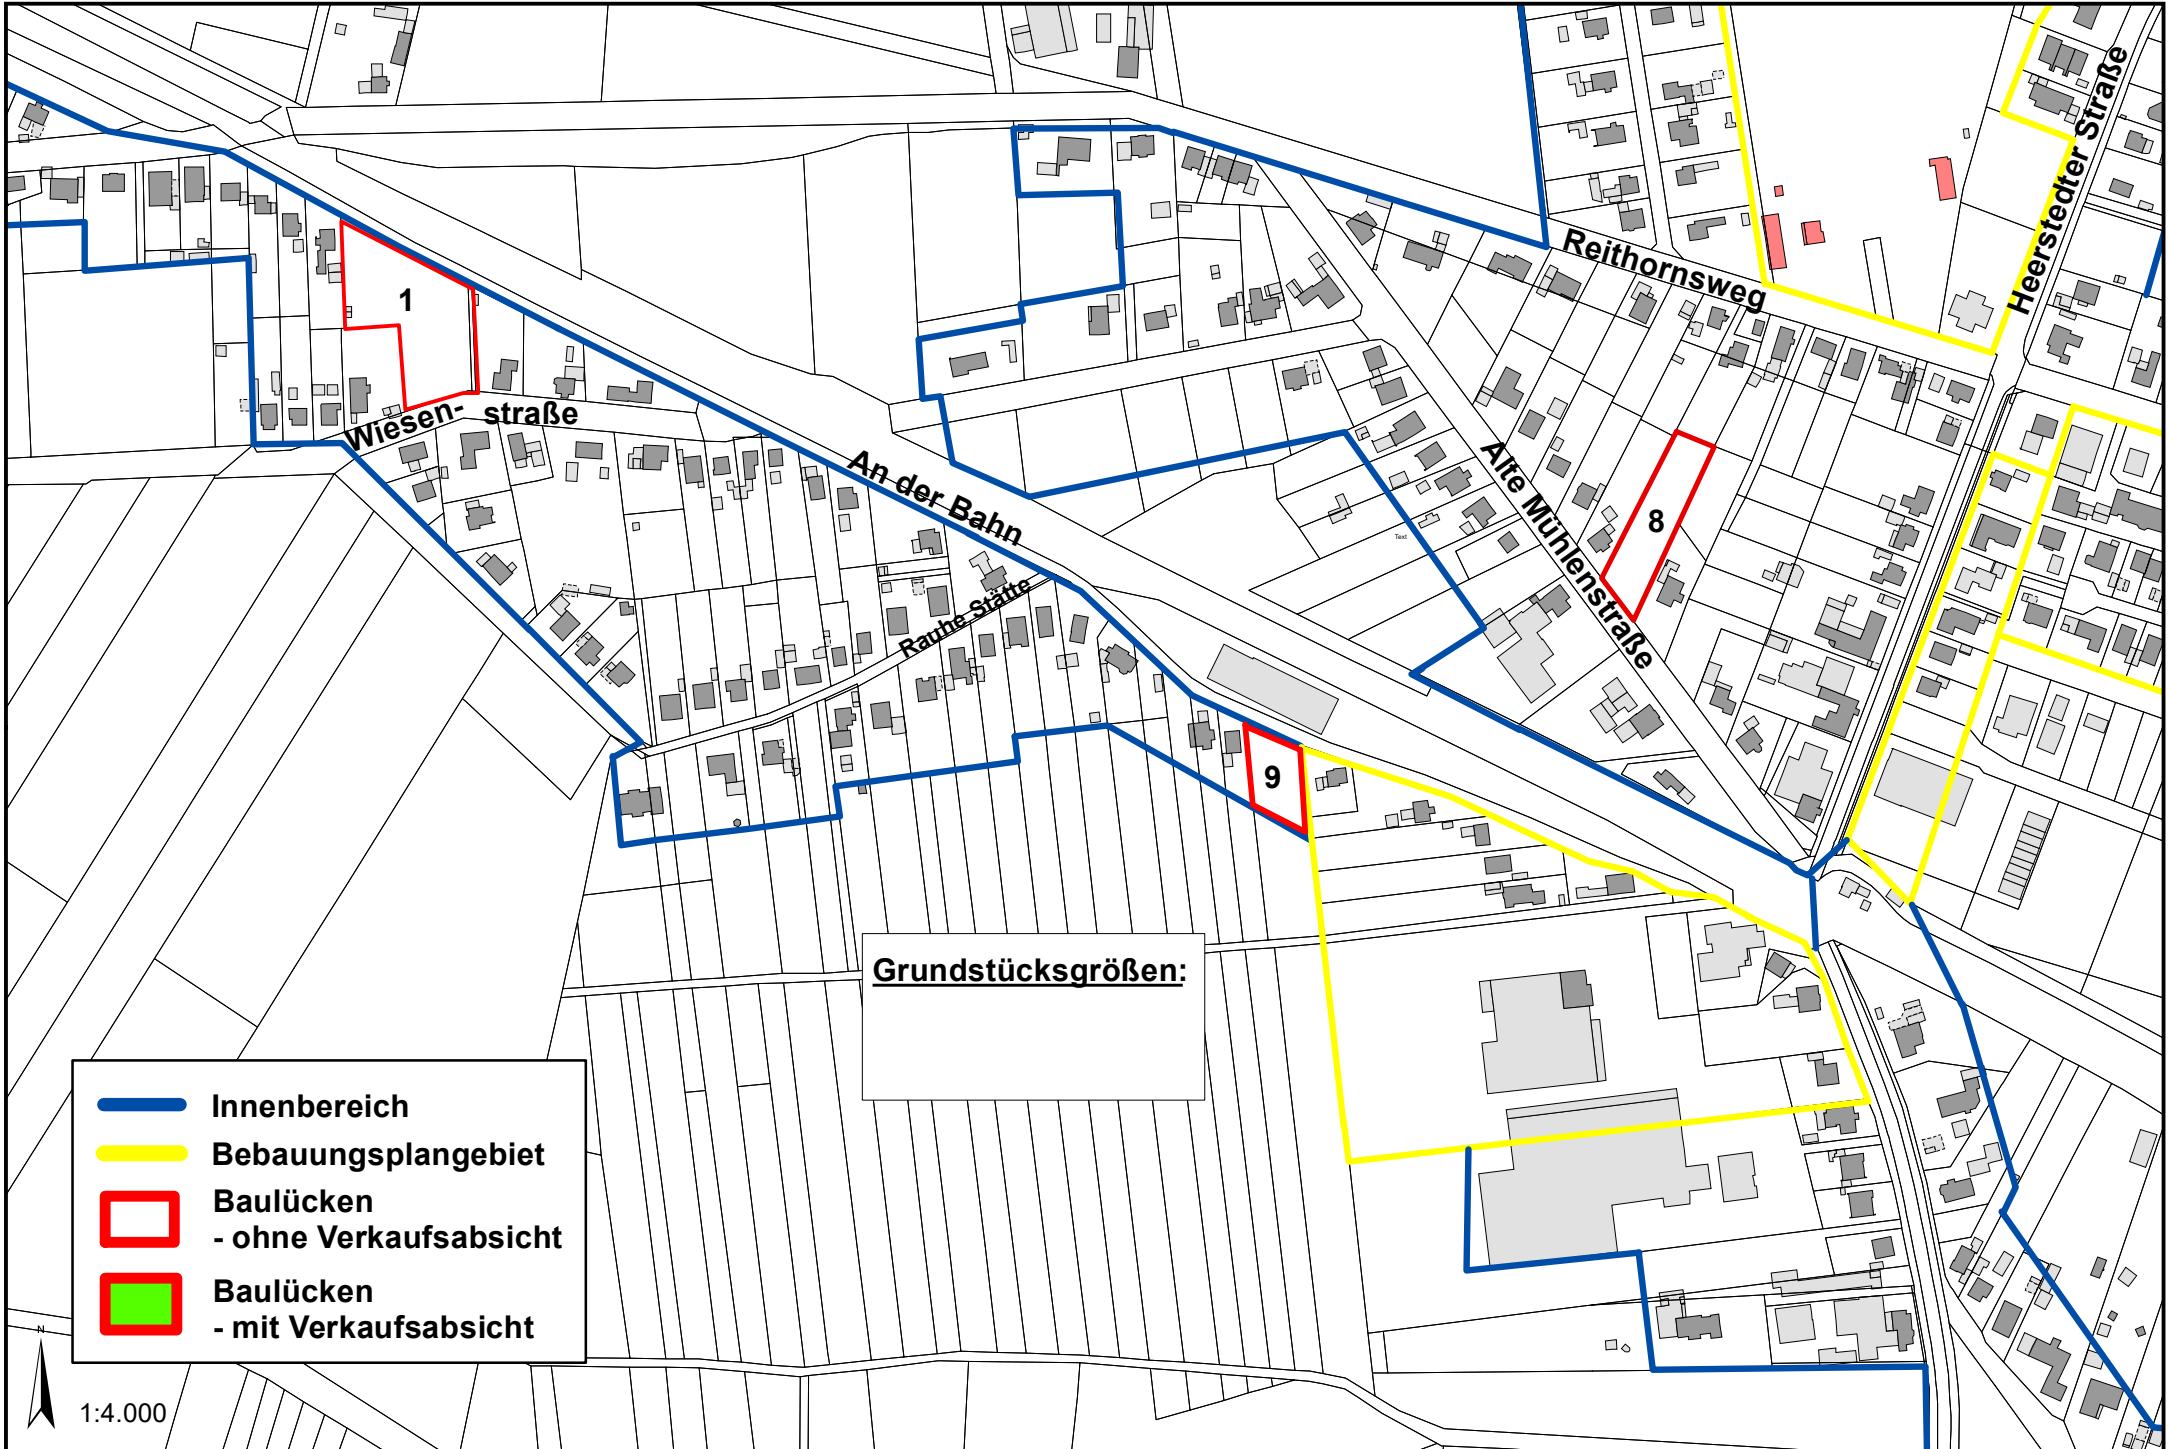 Heerstedter Straße
Reithornsweg
1
Wiesen- straße
An der Bahn
Alte Mühlenstraße
8
Text
Rauhe Stätte
9
Grundstücksgrößen:
Innenbereich
Bebauungsplangebiet
Baulücken
- ohne Verkaufsabsicht
Baulücken
- mit Verkaufsabsicht
N
1:4.000